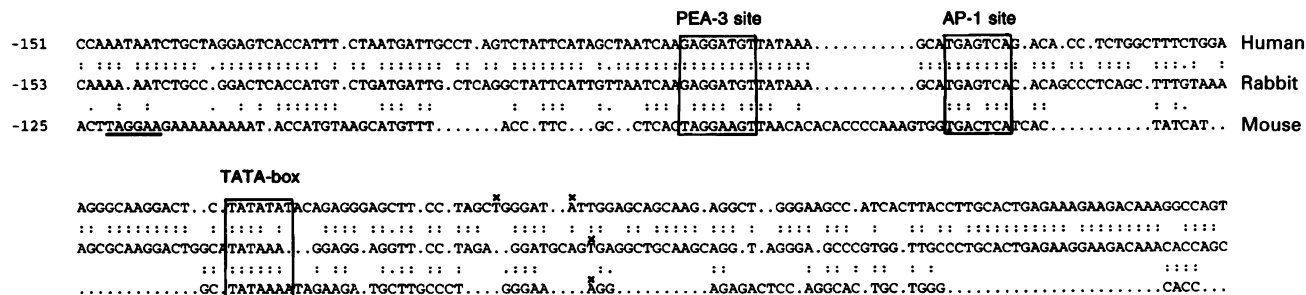 PEA-3 site AP-1 site
-151 CCAAATAATCTGCTAGGAGTCACCATTT.CTAATGATTGCCT.AGTCTATTCATAGCTAATCAAGAGGATGTTATAAA...........GCATGAGTCAG.ACA.CC.TCTGGCTTTCTGGA Human
-153 CAAAA.AATCTGCC.GGACTCACCATGT.CTGATGATTG.CTCAGGCTATTCATTGTTAATCAAGAGGATGTTATAAA...........GCATGAGTCAC.ACAGCCCTCAGC.TTTGTAAA Rabbit
-125 ACTTAGGAAGAAAAAAAAT.ACCATGTAAGCATGTTT.......ACC.TTC...GC...CTCACTAGGAAGTTAACACACACCCCAAAGTGGTGACTCATCAC...........TATCAT.. Mouse
TATA-box
AGGGCAAGGACT..C.TATATATACAGAGGGAGCTT.CC.TAGCTGGGAT..ATTGGAGCAGCAAG.AGGCT..GGGAAGCC.ATCACTTACCTTGCACTGAGAAAGAAGACAAAGGCCAGT
AGCGCAAGGACTGGCATATAAA...GGAGG.AGGTT.CC.TAGA..GGATGCAGTGAGGCTGCAAGCAGG.T.AGGGA.GCCCGTGG.TTGCCCTGCACTGAGAAGGAAGACAAACACCAGC
....................GC.TATAAAATAGAAGA.TGCTTGCCCT....GGGAA....AGG.........AGAGACTCC.AGGCAC.TGC.TGGG......................CACC...